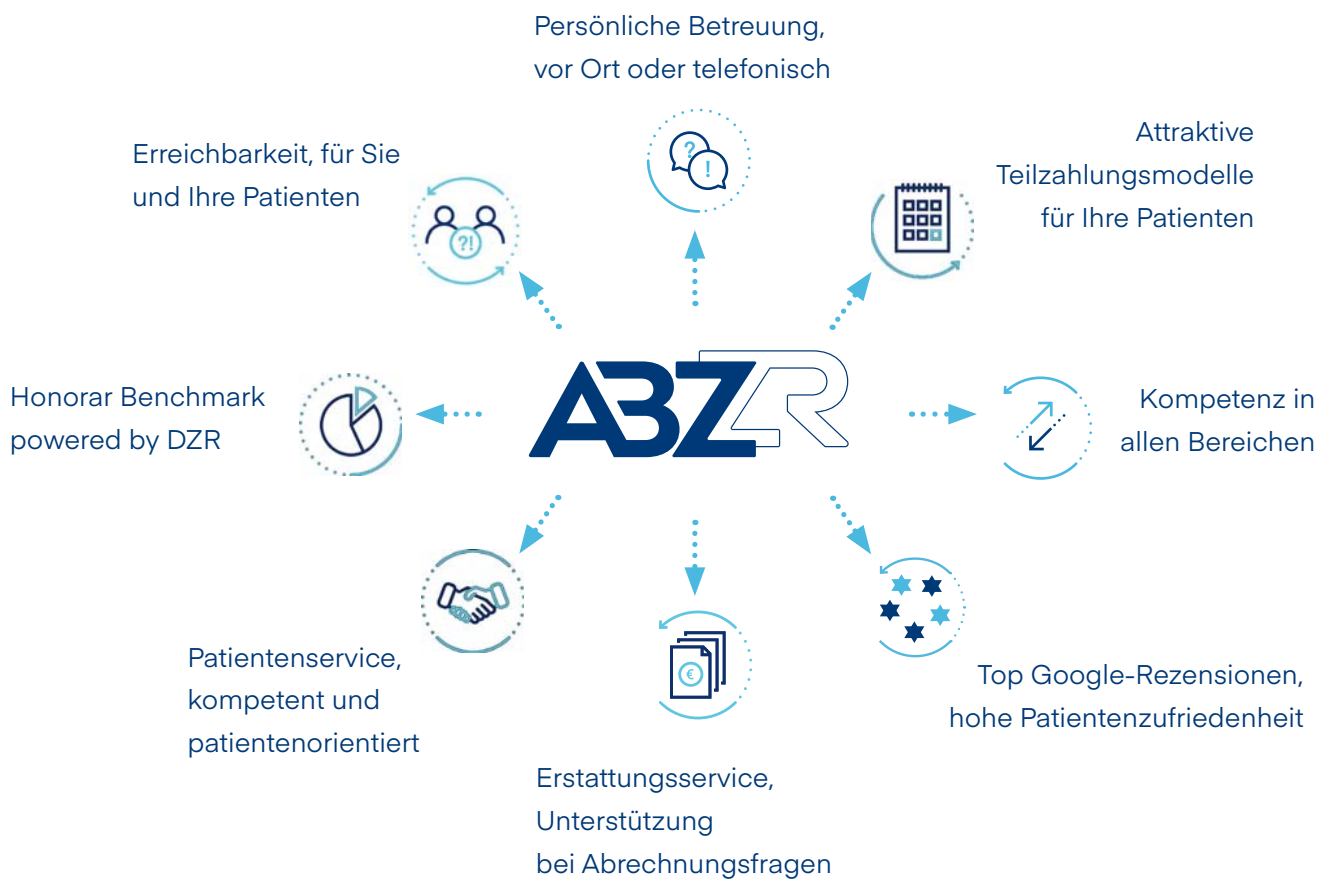 Persönliche Betreuung,
vor Ort oder telefonisch
Attraktive
Teilzahlungsmodelle
für Ihre Patienten
Erreichbarkeit, für Sie
und Ihre Patienten
?
!
?!
ABZZR
Honorar Benchmark
powered by DZR
Kompetenz in
allen Bereichen
€
Patientenservice,
kompetent und
patientenorientiert
Top Google-Rezensionen,
hohe Patientenzufriedenheit
Erstattungsservice,
Unterstützung
bei Abrechnungsfragen